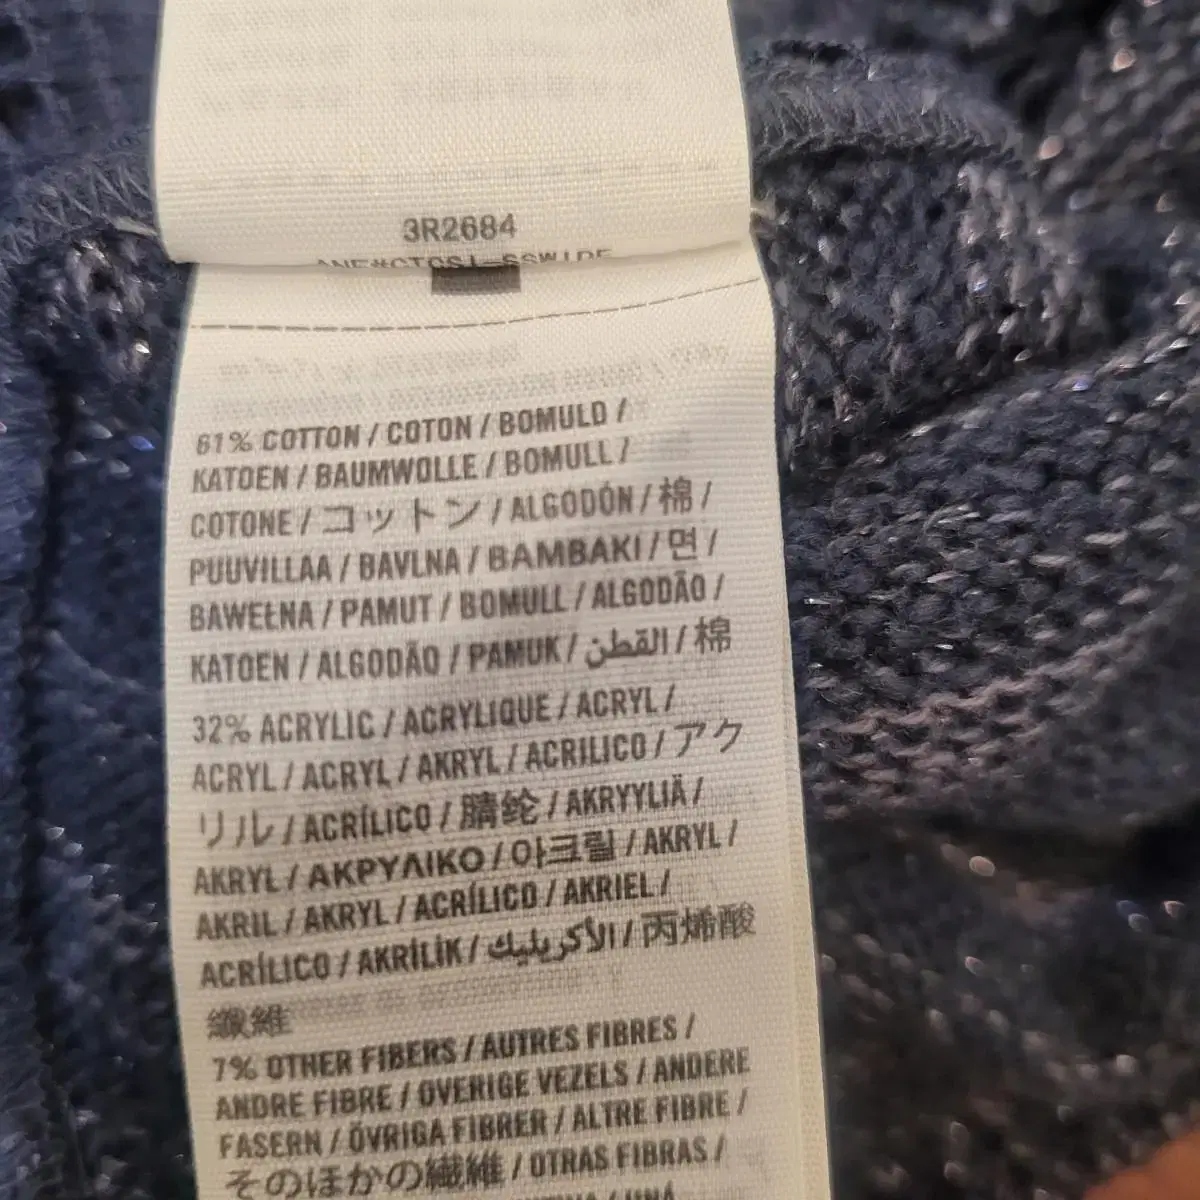 3R2684
61% COTTON / COTON / BOMULD /
KATOEN / BAUMWOLLE / BOMULL /
COTONE / コットン / ALGODÓN / 棉 /
PUUVILLAA / BAVLNA / BAMBAKI / 면 /
BAWEŁNA / PAMUT / BOMULL / ALGODÃO /
KATOEN / ALGODÃO / PAMUK / القطن / 棉
32% ACRYLIC / ACRYLIQUE / ACRYL /
ACRYL / ACRYL / AKRYL / ACRILICO / アク
リル / ACRÍLICO / 腈纶 / AKRYYLIÄ /
AKRYL / ΑΚΡΥΛΙΚΟ / 아크릴 / AKRYL /
AKRIL / AKRYL / ACRÍLICO / AKRIEL /
ACRÍLICO / AKRİLİK / الأكريليك / 丙烯酸
纖維
7% OTHER FIBERS / AUTRES FIBRES /
ANDRE FIBRE / OVERIGE VEZELS / ANDERE
FASERN / ÖVRIGA FIBRER / ALTRE FIBRE /
そのほかの繊維 / OTRAS FIBRAS /